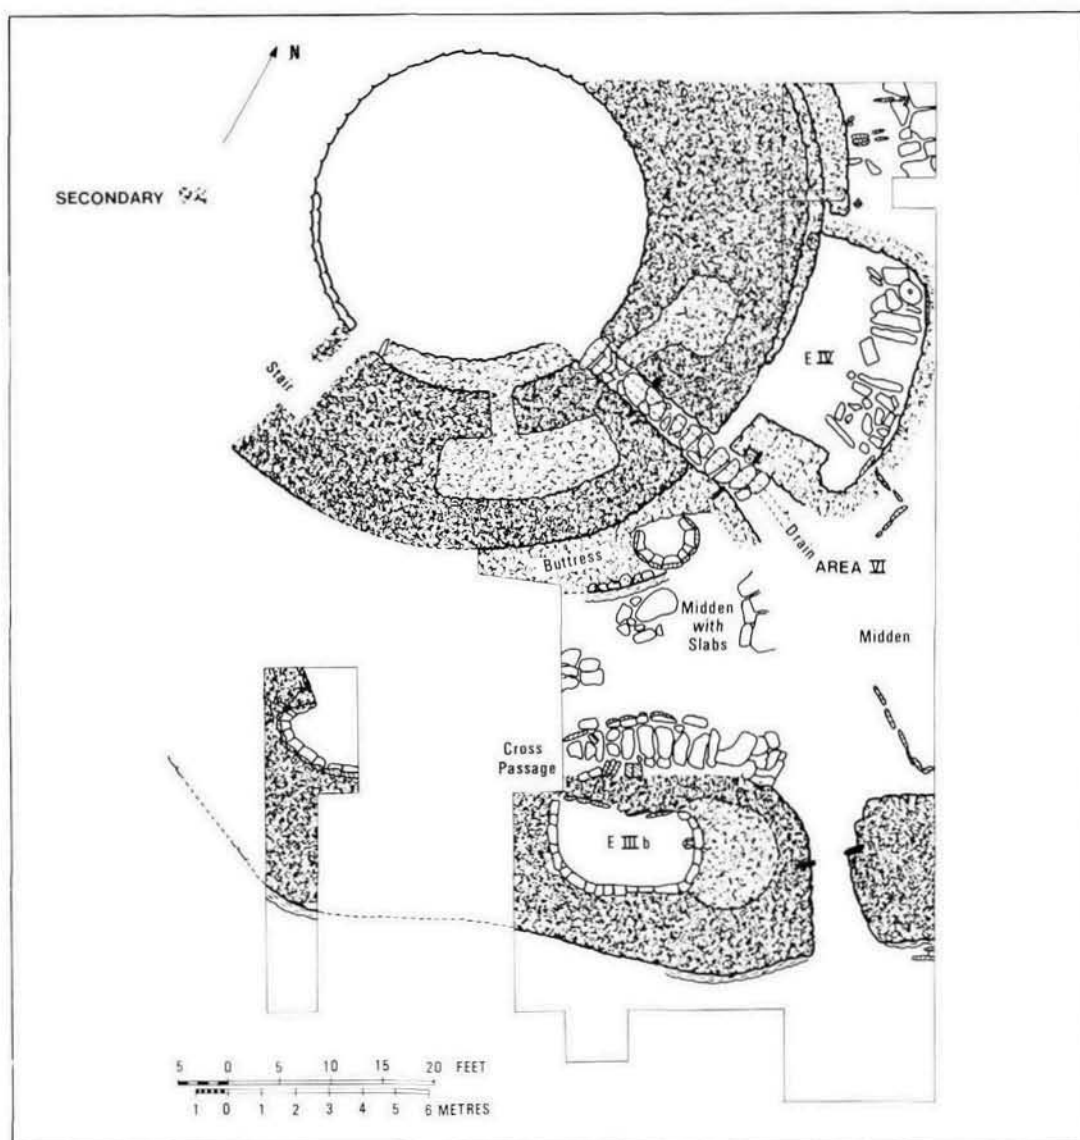 N
SECONDARY
Stair
E IV
Drain
Buttress
AREA VI
Midden
with
Slabs
Midden
Cross
Passage
E III b
5 0 5 10 15 20 FEET
1 0 1 2 3 4 5 6 METRES